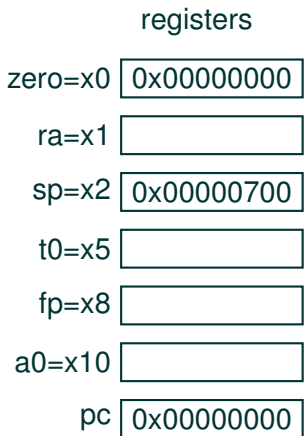 registers
zero=x0 0x00000000
ra=x1
sp=x2 0x00000700
t0=x5
fp=x8
a0=x10
pc 0x00000000